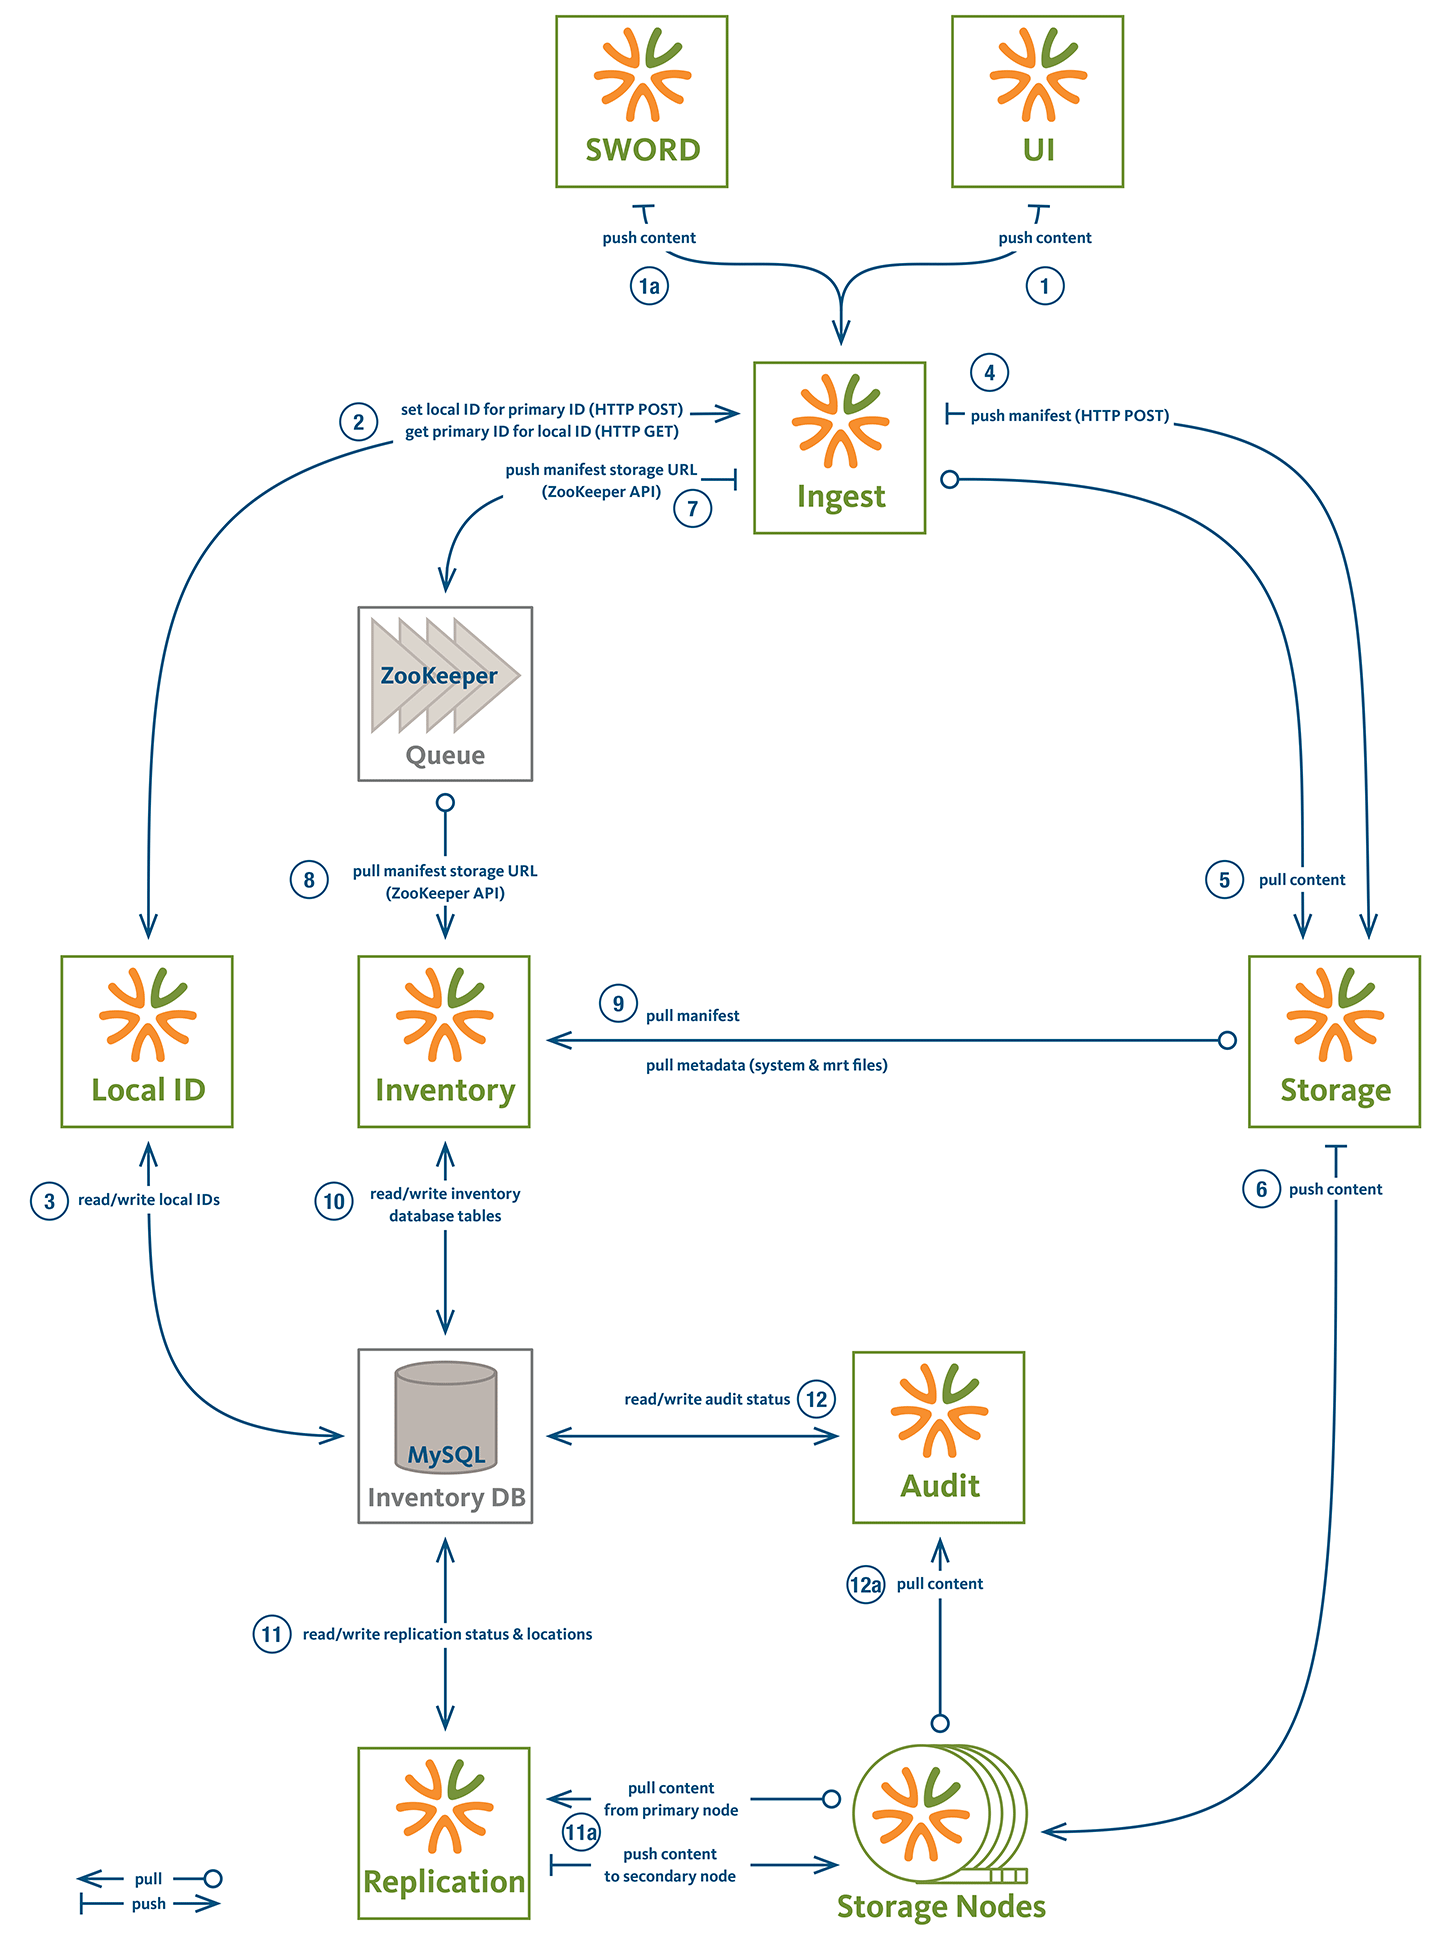 SWORD
UI
push content
push content
1a
1
4
2
set local ID for primary ID (HTTP POST)
get primary ID for local ID (HTTP GET)
push manifest (HTTP POST)
push manifest storage URL
(ZooKeeper API)
7
Ingest
ZooKeeper
Queue
8
pull manifest storage URL
(ZooKeeper API)
5
pull content
9
pull manifest
pull metadata (system & mrt files)
Local ID
Inventory
Storage
3
read/write local IDs
10
read/write inventory
database tables
6
push content
read/write audit status
12
MySQL
Inventory DB
Audit
12a
pull content
11
read/write replication status & locations
pull content
from primary node
11a
push content
to secondary node
Replication
Storage Nodes
pull
push